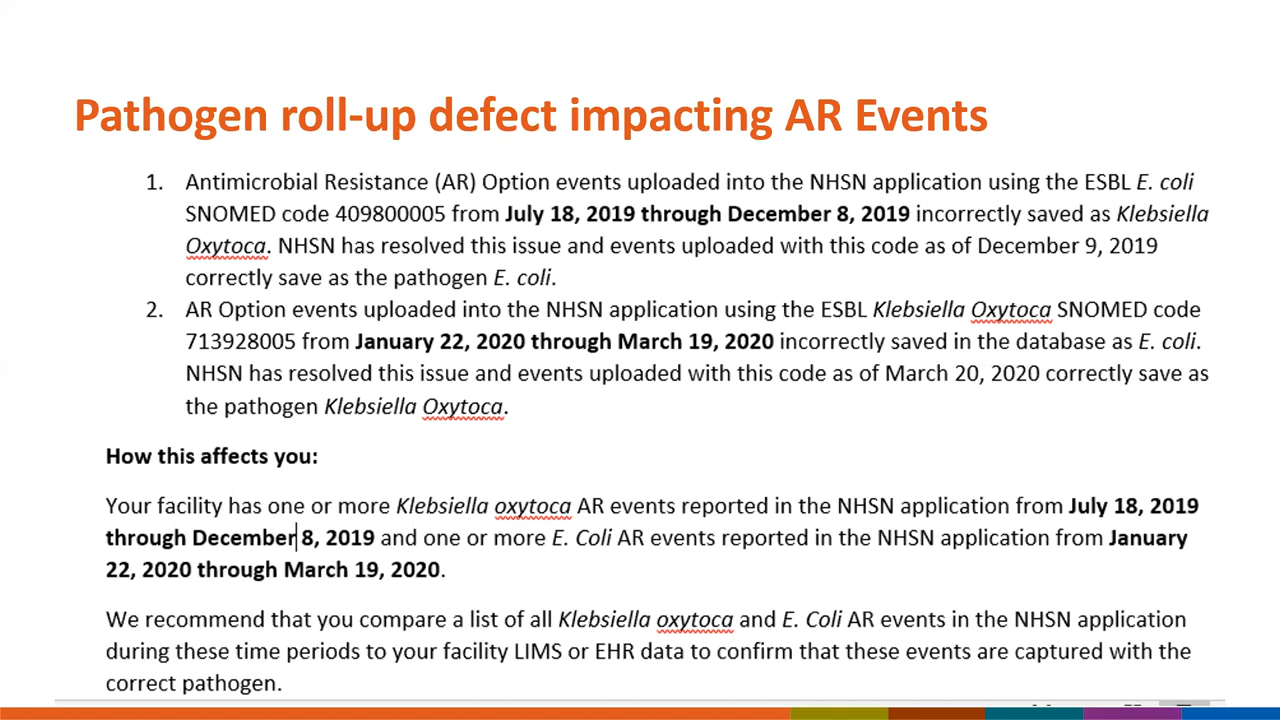 Pathogen roll-up defect impacting AR Events
1. Antimicrobial Resistance (AR) Option events uploaded into the NHSN application using the ESBL E. coli
SNOMED code 409800005 from July 18, 2019 through December 8, 2019 incorrectly saved as Klebsiella
Oxytoca. NHSN has resolved this issue and events uploaded with this code as of December 9, 2019
correctly save as the pathogen E. coli.
2. AR Option events uploaded into the NHSN application using the ESBL Klebsiella Oxytoca SNOMED code
713928005 from January 22, 2020 through March 19, 2020 incorrectly saved in the database as E. coli.
NHSN has resolved this issue and events uploaded with this code as of March 20, 2020 correctly save as
the pathogen Klebsiella Oxytoca.
How this affects you:
Your facility has one or more Klebsiella oxytoca AR events reported in the NHSN application from July 18, 2019
through December 8, 2019 and one or more E. Coli AR events reported in the NHSN application from January
22, 2020 through March 19, 2020.
We recommend that you compare a list of all Klebsiella oxytoca and E. Coli AR events in the NHSN application
during these time periods to your facility LIMS or EHR data to confirm that these events are captured with the
correct pathogen.